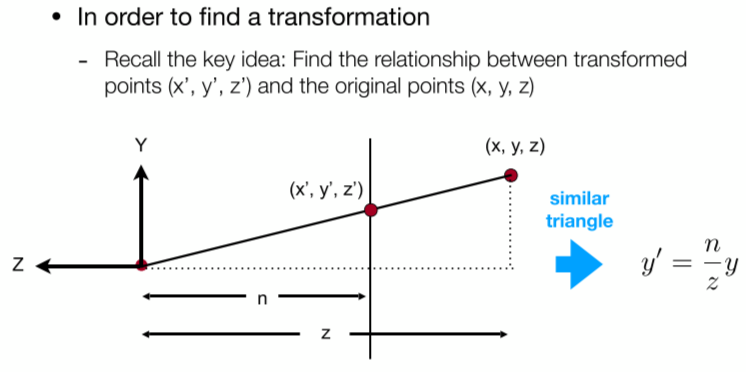 • In order to find a transformation
- Recall the key idea: Find the relationship between transformed
points (x’, y’, z’) and the original points (x, y, z)
Y
(x, y, z)
(x’, y’, z’)
similar
triangle
Z
y′ = n/z y
n
z